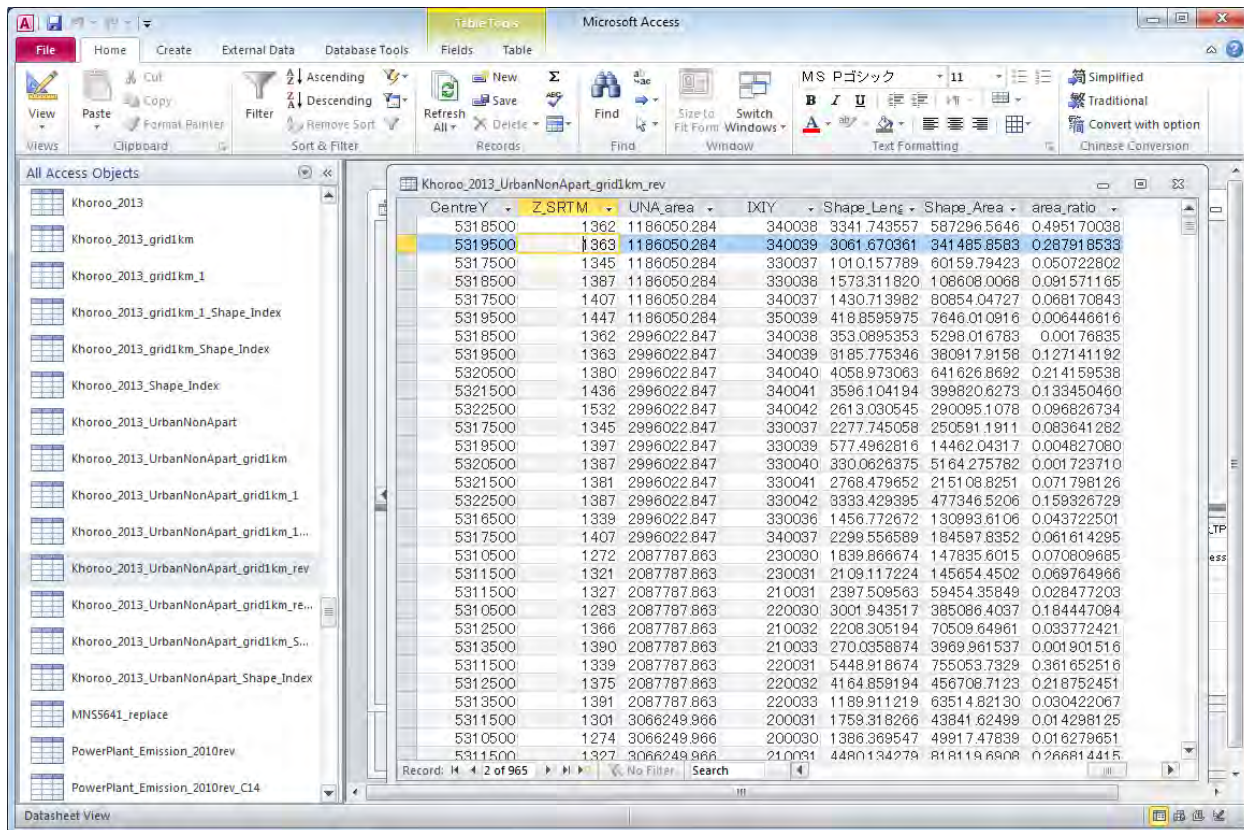 Table Tools Microsoft Access
File Home Create External Data Database Tools Fields Table
View Paste Cut Copy Format Painter Filter Ascending Descending Remove Sort Refresh All New Save Delete Find Size to Fit Form Switch Windows MS Pゴシック 11 B I U A Simplified Traditional Convert with option
Views Clipboard Sort & Filter Records Find Window Text Formatting Chinese Conversion
All Access Objects
Khoroo_2013
Khoroo_2013_grid1km
Khoroo_2013_grid1km_1
Khoroo_2013_grid1km_1_Shape_Index
Khoroo_2013_grid1km_Shape_Index
Khoroo_2013_Shape_Index
Khoroo_2013_UrbanNonApart
Khoroo_2013_UrbanNonApart_grid1km
Khoroo_2013_UrbanNonApart_grid1km_1
Khoroo_2013_UrbanNonApart_grid1km_1...
Khoroo_2013_UrbanNonApart_grid1km_rev
Khoroo_2013_UrbanNonApart_grid1km_re...
Khoroo_2013_UrbanNonApart_grid1km_S...
Khoroo_2013_UrbanNonApart_Shape_Index
MNS5641_replace
PowerPlant_Emission_2010rev
PowerPlant_Emission_2010rev_C14
Khoroo_2013_UrbanNonApart_grid1km_rev
CentreY Z_SRTM UNA_area IXIY Shape_Leng Shape_Area area_ratio
5318500 1362 1186050.284 340038 3341.743557 587296.5646 0.495170038
5319500 1363 1186050.284 340039 3061.670361 341485.8583 0.287918533
5317500 1345 1186050.284 330037 1010.157789 60159.79423 0.050722802
5318500 1387 1186050.284 330038 1573.311820 108608.0068 0.091571165
5317500 1407 1186050.284 340037 1430.713982 80854.04727 0.068170843
5319500 1447 1186050.284 350039 418.8595975 7646.010916 0.006446616
5318500 1362 2996022.847 340038 353.0895353 5298.016783 0.00176835
5319500 1363 2996022.847 340039 3185.775346 380917.9158 0.127141192
5320500 1380 2996022.847 340040 4058.973063 641626.8692 0.214159538
5321500 1436 2996022.847 340041 3596.104194 399820.6273 0.133450460
5322500 1532 2996022.847 340042 2613.030545 290095.1078 0.096826734
5317500 1345 2996022.847 330037 2277.745058 250591.1911 0.083641282
5319500 1397 2996022.847 330039 577.4962816 14462.04317 0.004827080
5320500 1387 2996022.847 330040 330.0626375 5164.275782 0.001723710
5321500 1381 2996022.847 330041 2768.479652 215108.8251 0.071798126
5322500 1387 2996022.847 330042 3333.429395 477346.5206 0.159326729
5316500 1339 2996022.847 330036 1456.772672 130993.6106 0.043722501
5317500 1407 2996022.847 340037 2299.556589 184597.8352 0.061614295
5310500 1272 2087787.863 230030 1839.866674 147835.6015 0.070809685
5311500 1321 2087787.863 230031 2109.117224 145654.4502 0.069764966
5311500 1327 2087787.863 210031 2397.509563 59454.35849 0.028477203
5310500 1283 2087787.863 220030 3001.943517 385086.4037 0.184447094
5312500 1366 2087787.863 210032 2208.305194 70509.64961 0.033772421
5313500 1390 2087787.863 210033 270.0358874 3969.961537 0.001901516
5311500 1339 2087787.863 220031 5448.918674 755053.7329 0.361652516
5312500 1375 2087787.863 220032 4164.859194 456708.7123 0.218752451
5313500 1391 2087787.863 220033 1189.911219 63514.82130 0.030422067
5311500 1301 3066249.966 200031 1759.318266 43841.62499 0.014298125
5310500 1274 3066249.966 200030 1386.369547 49917.47839 0.016279651
5311500 1327 3066249.966 210031 4480.134279 818119.6908 0.266814415
Record: 2 of 965 No Filter Search
_TP
ess
Datasheet View